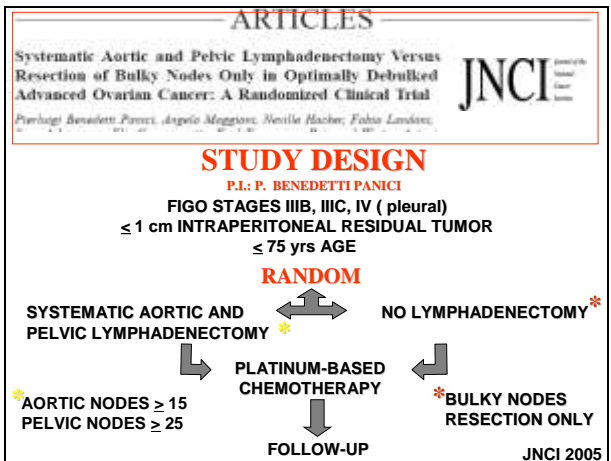 ARTICLES
Systematic Aortic and Pelvic Lymphadenectomy Versus
Resection of Bulky Nodes Only in Optimally Debulked
Advanced Ovarian Cancer: A Randomized Clinical Trial
JNCI
Pierluigi Benedetti Panici, Angelo Maggioni, Neville Hacker, Fabio Landoni,
STUDY DESIGN
P.I.: P. BENEDETTI PANICI
FIGO STAGES IIIB, IIIC, IV ( pleural)
≤ 1 cm INTRAPERITONEAL RESIDUAL TUMOR
≤ 75 yrs AGE
RANDOM
SYSTEMATIC AORTIC AND
PELVIC LYMPHADENECTOMY *
NO LYMPHADENECTOMY*
PLATINUM-BASED
CHEMOTHERAPY
*AORTIC NODES ≥ 15
PELVIC NODES ≥ 25
*BULKY NODES
RESECTION ONLY
FOLLOW-UP
JNCI 2005